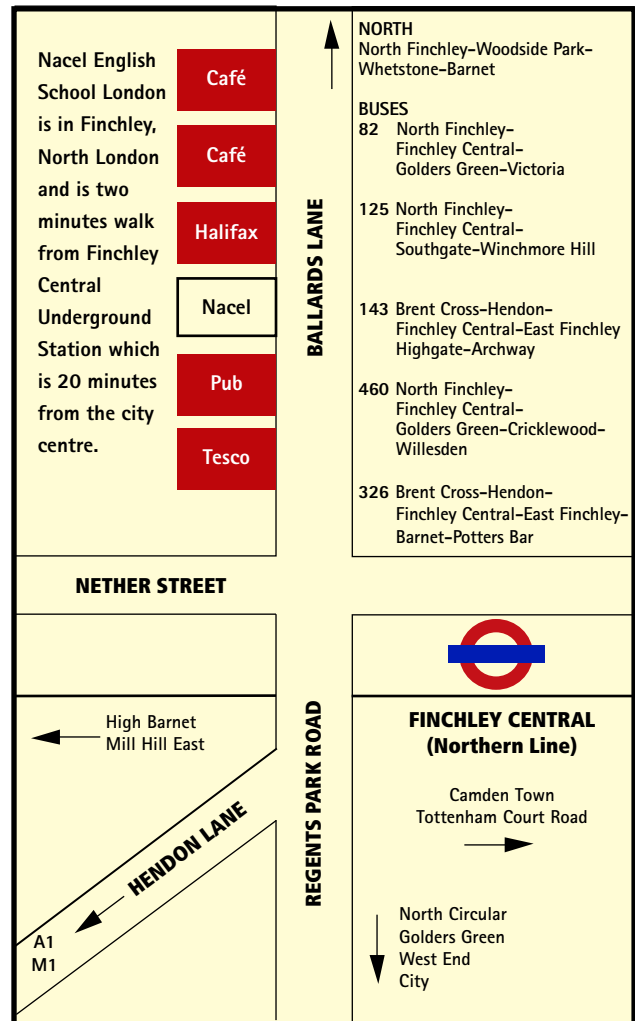 Nacel English
School London
is in Finchley,
North London
and is two
minutes walk
from Finchley
Central
Underground
Station which
is 20 minutes
from the city
centre.
Café
Café
Halifax
Nacel
Pub
Tesco
BALLARDS LANE
NORTH
North Finchley-Woodside Park-
Whetstone-Barnet
BUSES
82 North Finchley-
Finchley Central-
Golders Green-Victoria
125 North Finchley-
Finchley Central-
Southgate-Winchmore Hill
143 Brent Cross-Hendon-
Finchley Central-East Finchley
Highgate-Archway
460 North Finchley-
Finchley Central-
Golders Green-Cricklewood-
Willesden
326 Brent Cross-Hendon-
Finchley Central-East Finchley-
Barnet-Potters Bar
NETHER STREET
High Barnet
Mill Hill East
HENDON LANE
A1
M1
REGENTS PARK ROAD
FINCHLEY CENTRAL
(Northern Line)
Camden Town
Tottenham Court Road
North Circular
Golders Green
West End
City